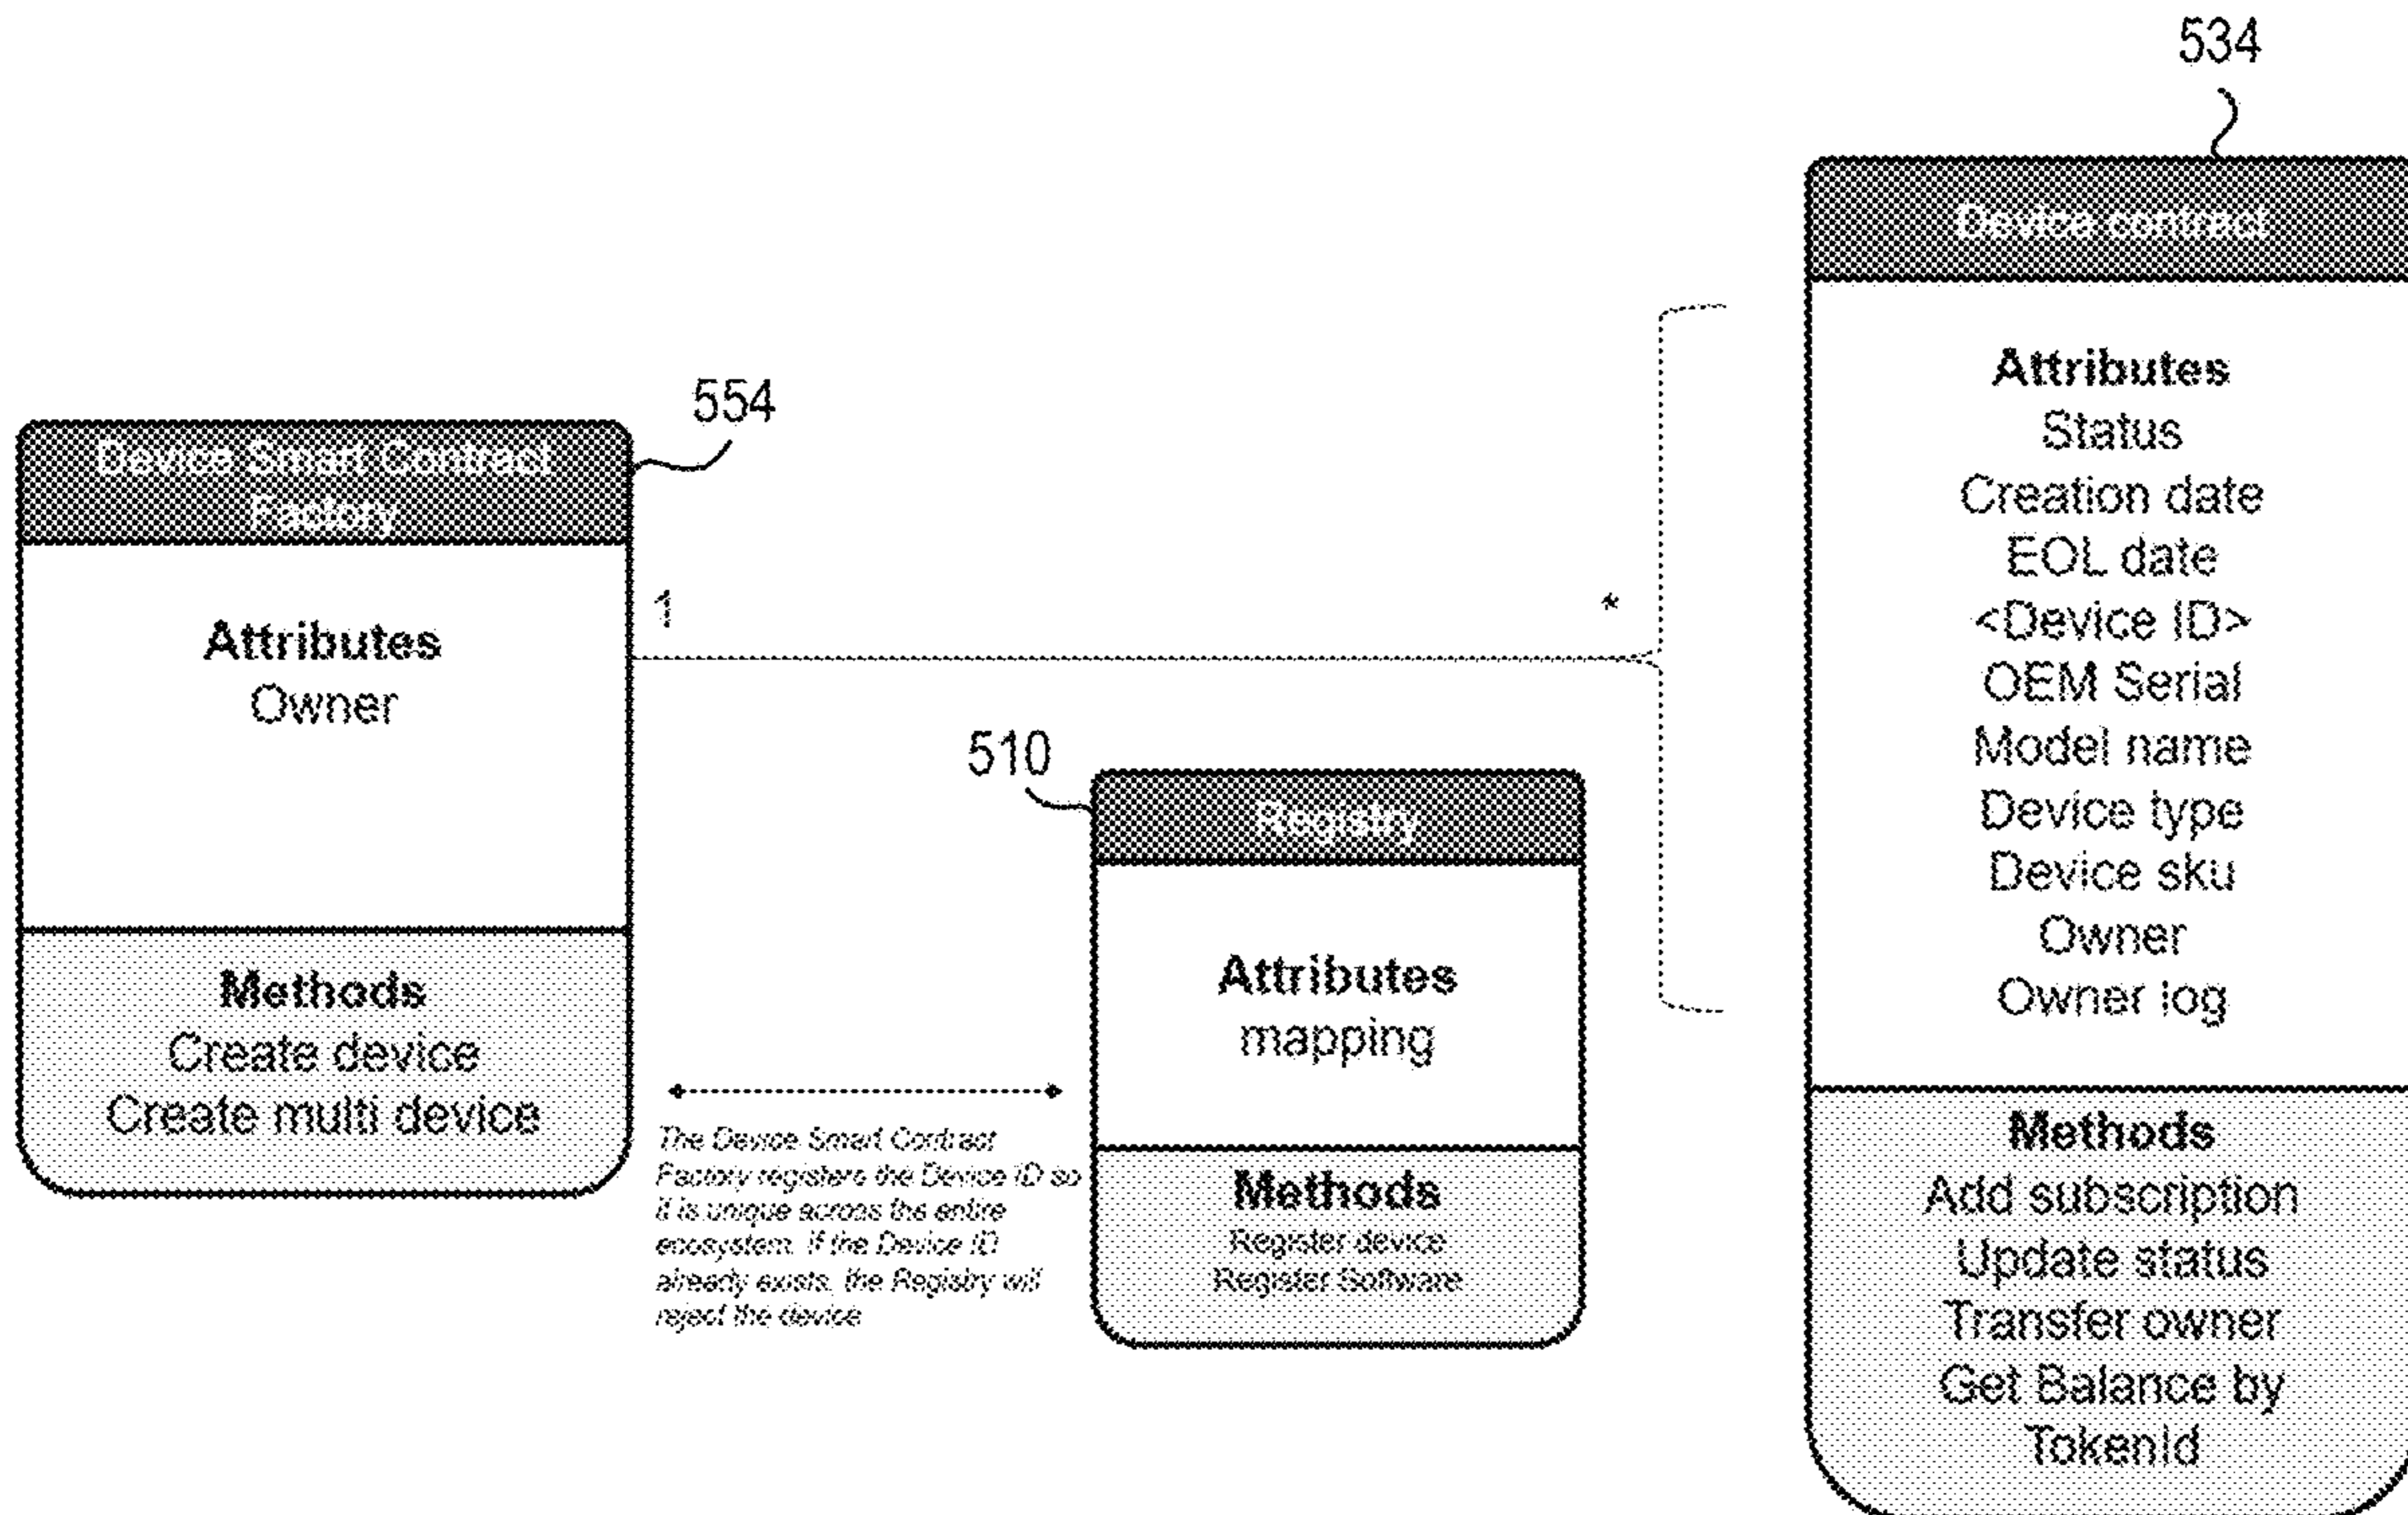 534
Device contract
Attributes
Status
Creation date
EOL date
<Device ID>
OEM Serial
Model name
Device type
Device sku
Owner
Owner log
Methods
Add subscription
Update status
Transfer owner
Get Balance by
TokenId
554
Device Smart Contract
Factory
Attributes
Owner
Methods
Create device
Create multi device
1
*
510
Registry
Attributes
mapping
Methods
Register device
Register Software
The Device Smart Contract
Factory registers the Device ID so
it is unique across the entire
ecosystem. If the Device ID
already exists, the Registry will
reject the device